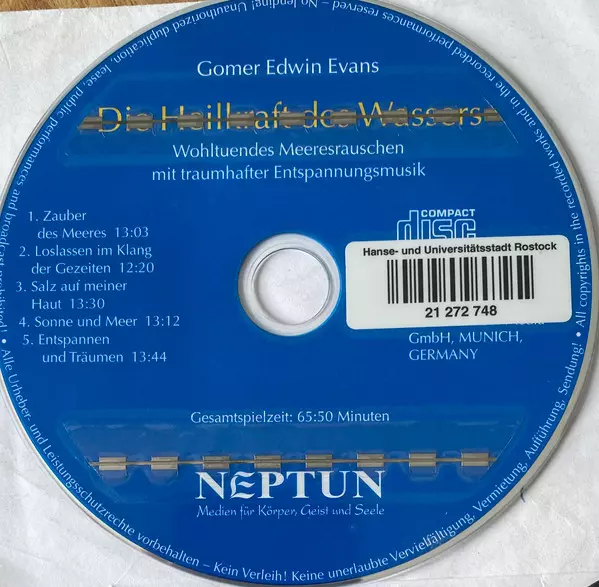 Gomer Edwin Evans
Die Heilkraft des Wassers
Wohltuendes Meeresrauschen
mit traumhafter Entspannungsmusik
1. Zauber
des Meeres 13:03
2. Loslassen im Klang
der Gezeiten 12:20
3. Salz auf meiner
Haut 13:30
4. Sonne und Meer 13:12
5. Entspannen
und Träumen 13:44
COMPACT
disc
Hanse- und Universitätsstadt Rostock
21 272 748
GmbH, MUNICH,
GERMANY
Gesamtspielzeit: 65:50 Minuten
NEPTUN
Medien für Körper, Geist und Seele
Alle Urheber- und Leistungsschutzrechte vorbehalten – Kein Verleih! Keine unerlaubte Vervielfältigung, Vermietung, Aufführung, Sendung! • All copyrights in the recorded works and in the recorded performances reserved – No lending! Unauthorized duplication, lease, public performances and broadcast prohibited! •